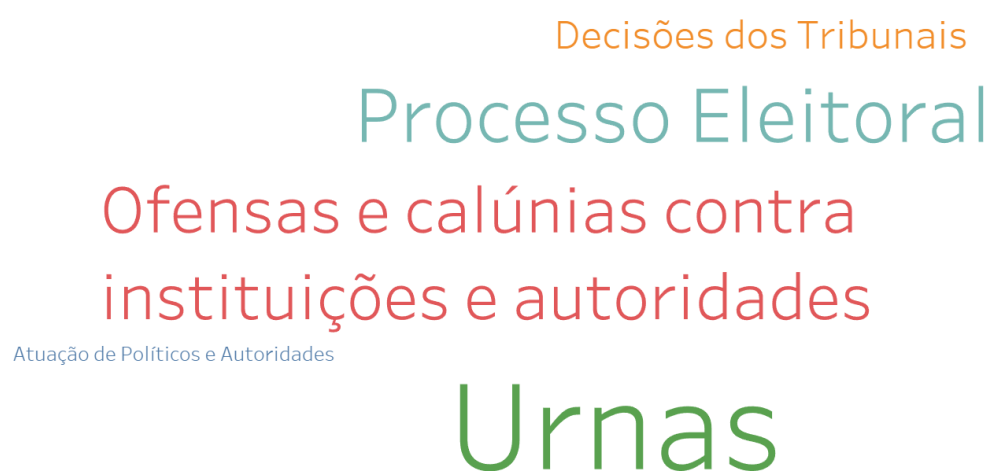 Decisões dos Tribunais
Processo Eleitoral
Ofensas e calúnias contra
instituições e autoridades
Atuação de Políticos e Autoridades
Urnas